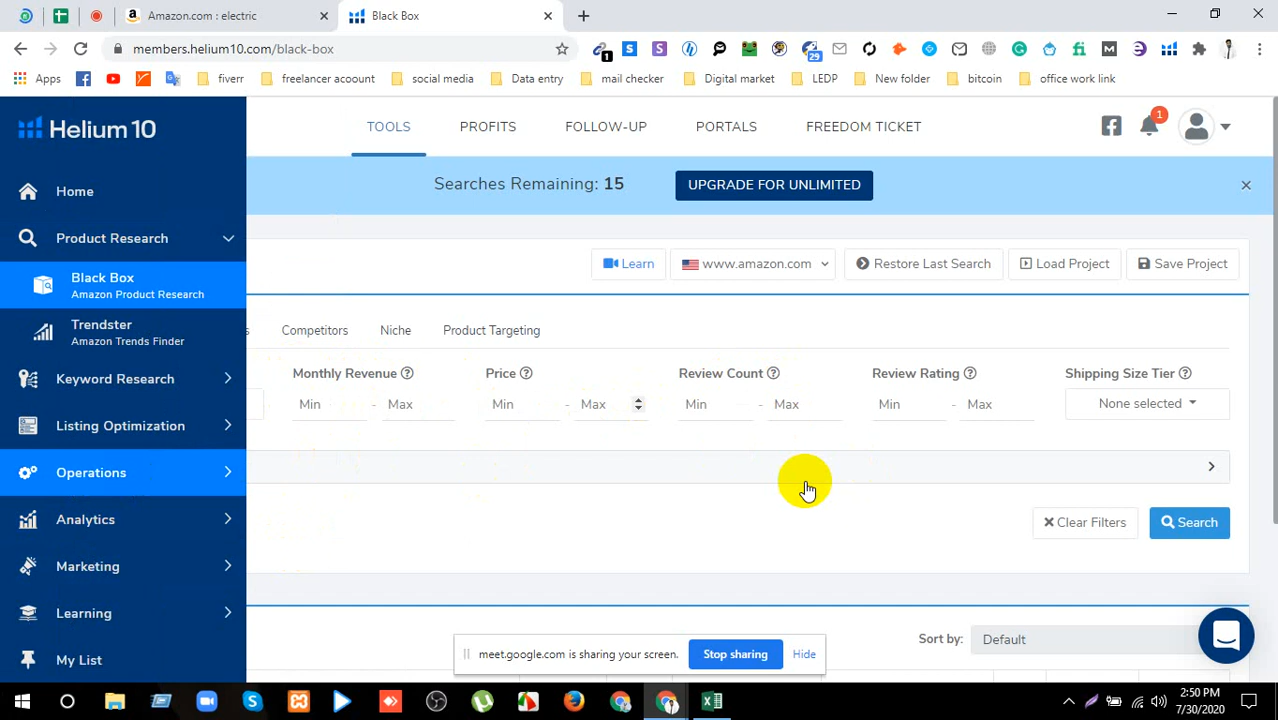 Amazon.com : electric
Black Box
members.helium10.com/black-box
1
29
Apps
fiverr
freelancer acoount
social media
Data entry
mail checker
Digital market
LEDP
New folder
bitcoin
office work link
Helium 10
TOOLS
PROFITS
FOLLOW-UP
PORTALS
FREEDOM TICKET
1
Searches Remaining: 15
UPGRADE FOR UNLIMITED
Home
Product Research
Black Box
Amazon Product Research
Trendster
Amazon Trends Finder
Keyword Research
Listing Optimization
Operations
Analytics
Marketing
Learning
My List
Learn
www.amazon.com
Restore Last Search
Load Project
Save Project
Competitors
Niche
Product Targeting
Monthly Revenue
Price
Review Count
Review Rating
Shipping Size Tier
Min - Max
Min - Max
Min - Max
Min - Max
None selected
Clear Filters
Search
Sort by:
Default
meet.google.com is sharing your screen.
Stop sharing
Hide
2:50 PM
7/30/2020